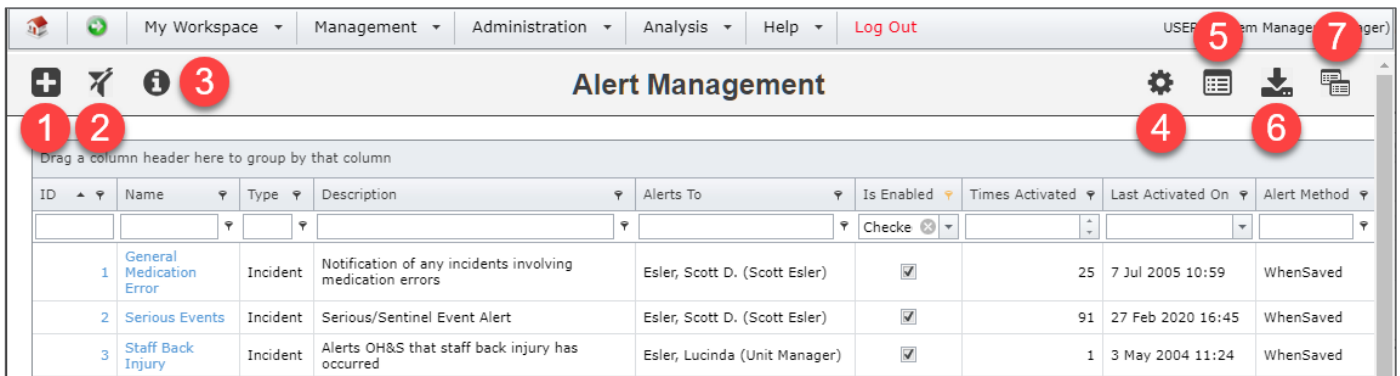 My Workspace Management Administration Analysis Help Log Out USER em Manage ager)
Alert Management
1 2 3 4 5 6 7
Drag a column header here to group by that column
ID Name Type Description Alerts To Is Enabled Times Activated Last Activated On Alert Method
Checke
1 General Medication Error Incident Notification of any incidents involving medication errors Esler, Scott D. (Scott Esler) 25 7 Jul 2005 10:59 WhenSaved
2 Serious Events Incident Serious/Sentinel Event Alert Esler, Scott D. (Scott Esler) 91 27 Feb 2020 16:45 WhenSaved
3 Staff Back Injury Incident Alerts OH&S that staff back injury has occurred Esler, Lucinda (Unit Manager) 1 3 May 2004 11:24 WhenSaved